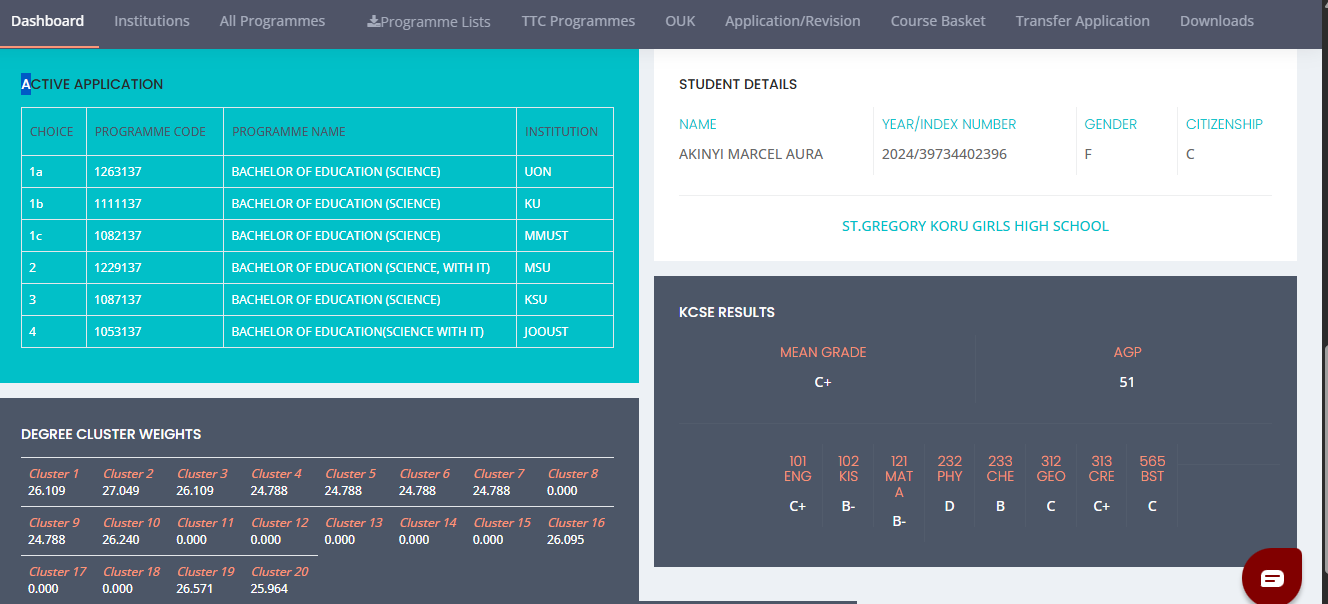 Dashboard Institutions All Programmes Programme Lists TTC Programmes OUK Application/Revision Course Basket Transfer Application Downloads
ACTIVE APPLICATION
CHOICE PROGRAMME CODE PROGRAMME NAME INSTITUTION
1a 1263137 BACHELOR OF EDUCATION (SCIENCE) UON
1b 1111137 BACHELOR OF EDUCATION (SCIENCE) KU
1c 1082137 BACHELOR OF EDUCATION (SCIENCE) MMUST
2 1229137 BACHELOR OF EDUCATION (SCIENCE, WITH IT) MSU
3 1087137 BACHELOR OF EDUCATION (SCIENCE) KSU
4 1053137 BACHELOR OF EDUCATION(SCIENCE WITH IT) JOOUST
DEGREE CLUSTER WEIGHTS
Cluster 1 Cluster 2 Cluster 3 Cluster 4 Cluster 5 Cluster 6 Cluster 7 Cluster 8
26.109 27.049 26.109 24.788 24.788 24.788 24.788 0.000
Cluster 9 Cluster 10 Cluster 11 Cluster 12 Cluster 13 Cluster 14 Cluster 15 Cluster 16
24.788 26.240 0.000 0.000 0.000 0.000 0.000 26.095
Cluster 17 Cluster 18 Cluster 19 Cluster 20
0.000 0.000 26.571 25.964
STUDENT DETAILS
NAME YEAR/INDEX NUMBER GENDER CITIZENSHIP
AKINYI MARCEL AURA 2024/39734402396 F C
ST.GREGORY KORU GIRLS HIGH SCHOOL
KCSE RESULTS
MEAN GRADE AGP
C+ 51
101 102 121 232 233 312 313 565
ENG KIS MAT PHY CHE GEO CRE BST
A
C+ B- D B C C+ C
B-